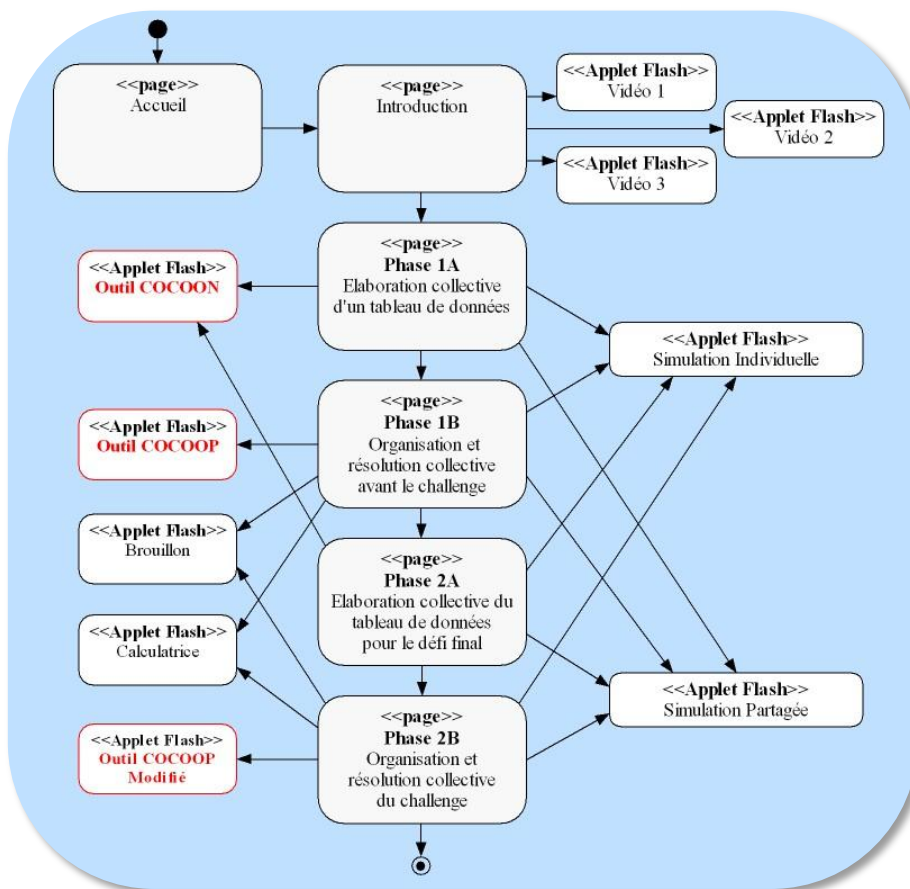 <<page>>
Accueil
<<page>>
Introduction
<<Applet Flash>>
Vidéo 1
<<Applet Flash>>
Vidéo 2
<<Applet Flash>>
Vidéo 3
<<page>>
Phase 1A
Elaboration collective
d'un tableau de données
<<Applet Flash>>
Outil COCOON
<<Applet Flash>>
Simulation Individuelle
<<page>>
Phase 1B
Organisation et
résolution collective
avant le challenge
<<Applet Flash>>
Outil COCOOP
<<Applet Flash>>
Brouillon
<<page>>
Phase 2A
Elaboration collective du
tableau de données
pour le défi final
<<Applet Flash>>
Calculatrice
<<Applet Flash>>
Simulation Partagée
<<page>>
Phase 2B
Organisation et
résolution collective
du challenge
<<Applet Flash>>
Outil COCOOP
Modifié